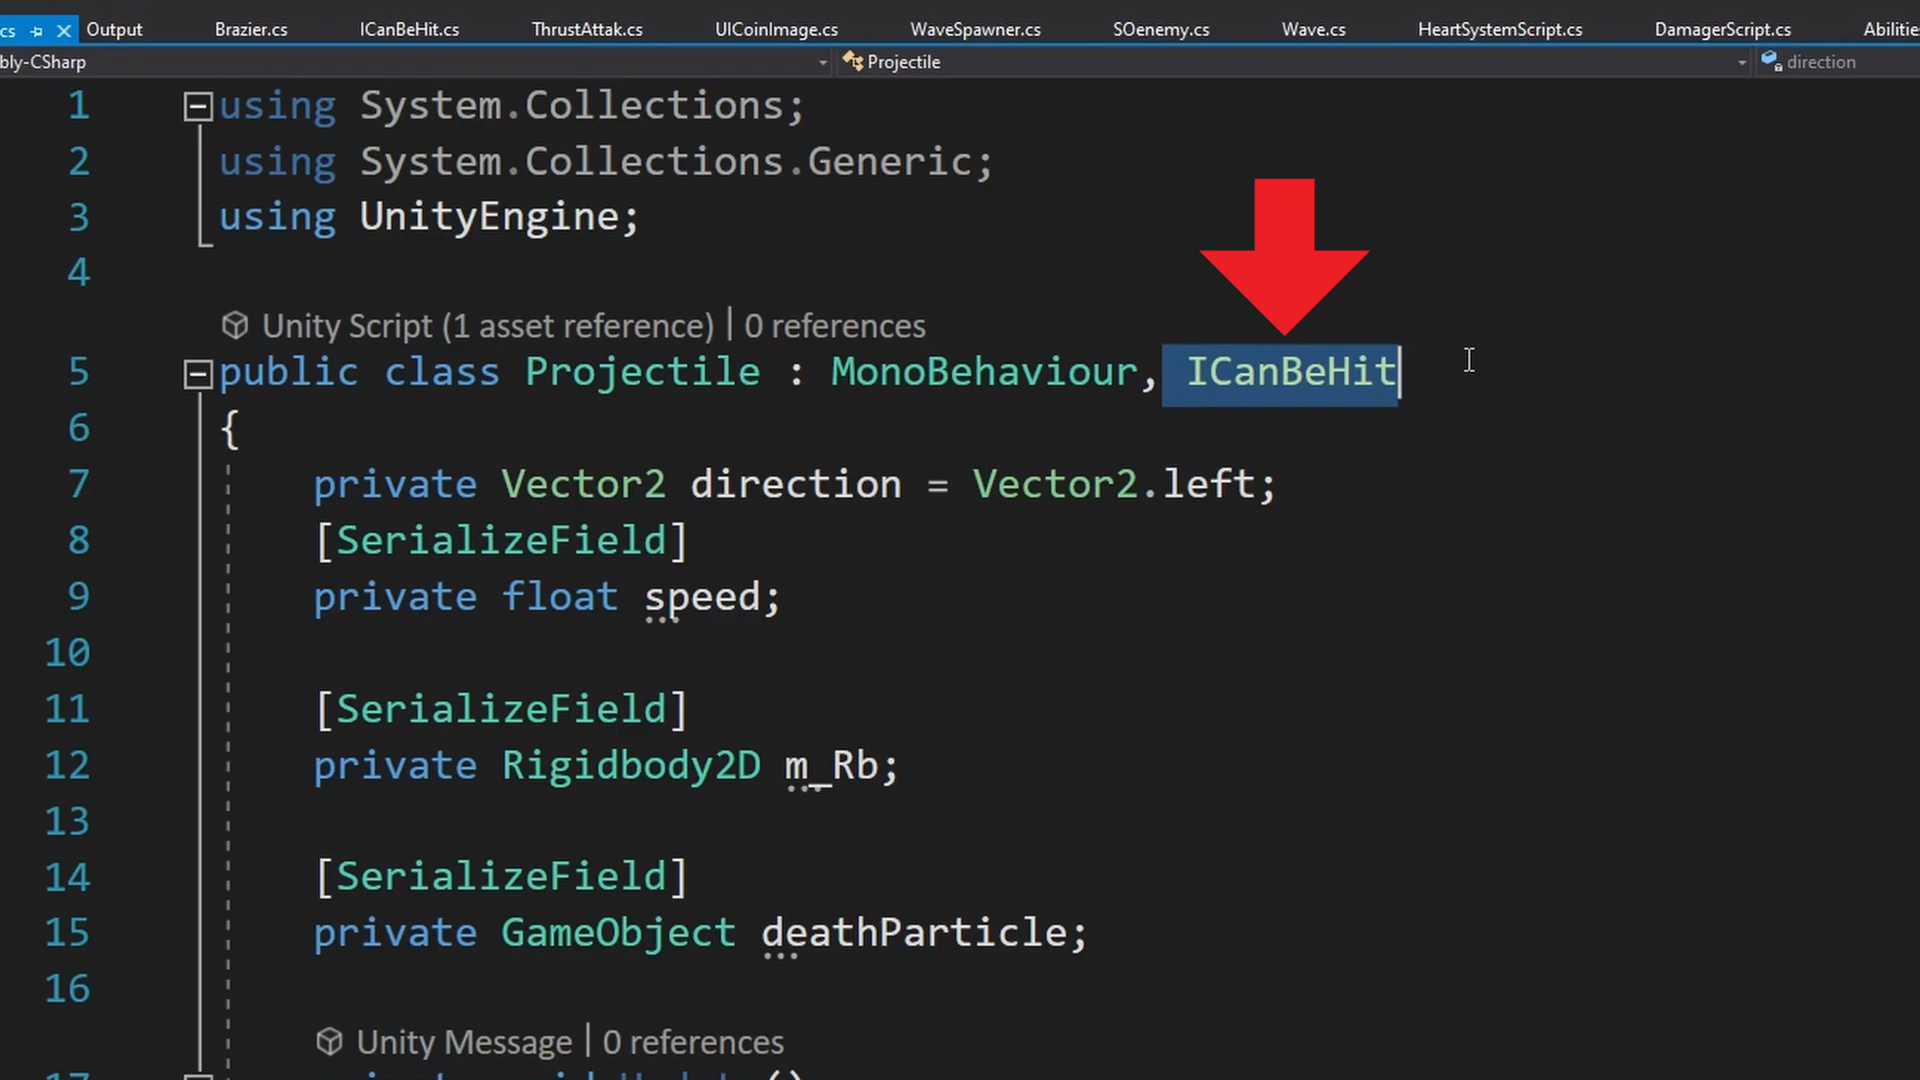 cs Output Brazier.cs ICanBeHit.cs ThrustAttak.cs UICoinImage.cs WaveSpawner.cs SOenemy.cs Wave.cs HeartSystemScript.cs DamagerScript.cs Abilitie
bly-CSharp Projectile direction
1 using System.Collections;
2 using System.Collections.Generic;
3 using UnityEngine;
4
Unity Script (1 asset reference) | 0 references
5 public class Projectile : MonoBehaviour, ICanBeHit
6 {
7 private Vector2 direction = Vector2.left;
8 [SerializeField]
9 private float speed;
10
11 [SerializeField]
12 private Rigidbody2D m_Rb;
13
14 [SerializeField]
15 private GameObject deathParticle;
16
Unity Message | 0 references